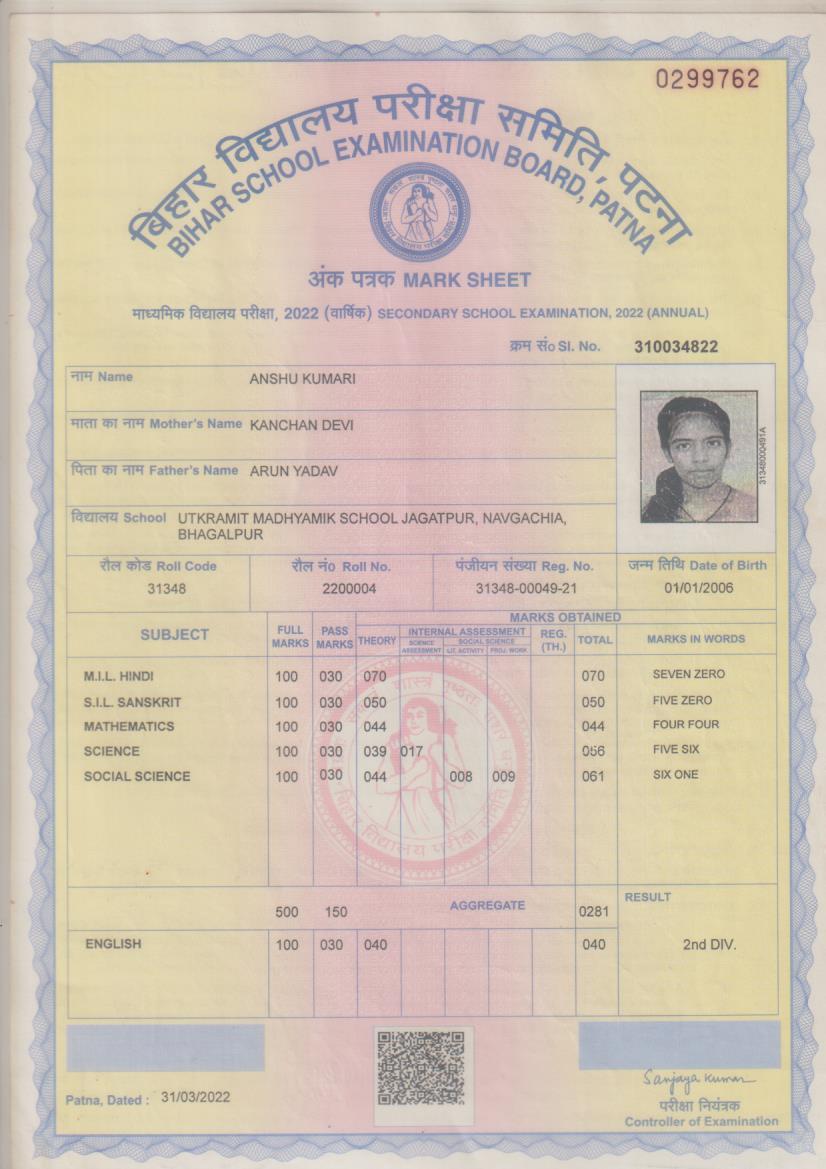 0299762
बिहार विद्यालय परीक्षा समिति, पटना
BIHAR SCHOOL EXAMINATION BOARD, PATNA
अंक पत्रक MARK SHEET
माध्यमिक विद्यालय परीक्षा, 2022 (वार्षिक) SECONDARY SCHOOL EXAMINATION, 2022 (ANNUAL)
क्रम सं० Sl. No. 310034822
नाम Name ANSHU KUMARI
माता का नाम Mother's Name KANCHAN DEVI
पिता का नाम Father's Name ARUN YADAV
313480000491A
विद्यालय School UTKRAMIT MADHYAMIK SCHOOL JAGATPUR, NAVGACHIA,
BHAGALPUR
रौल कोड Roll Code रौल नं० Roll No. पंजीयन संख्या Reg. No. जन्म तिथि Date of Birth
31348 2200004 31348-00049-21 01/01/2006
MARKS OBTAINED
SUBJECT FULL MARKS PASS MARKS THEORY INTERNAL ASSESSMENT REG. (TH.) TOTAL MARKS IN WORDS
SCIENCE ASSESSMENT SOCIAL SCIENCE LIT. ACTIVITY PROJ. WORK
M.I.L. HINDI 100 030 070 070 SEVEN ZERO
S.I.L. SANSKRIT 100 030 050 050 FIVE ZERO
MATHEMATICS 100 030 044 044 FOUR FOUR
SCIENCE 100 030 039 017 056 FIVE SIX
SOCIAL SCIENCE 100 030 044 008 009 061 SIX ONE
बिहार विद्यालय परीक्षा समिति
500 150 AGGREGATE 0281 RESULT
ENGLISH 100 030 040 040 2nd DIV.
Patna, Dated : 31/03/2022
Sanjaya Kumar
परीक्षा नियंत्रक
Controller of Examination